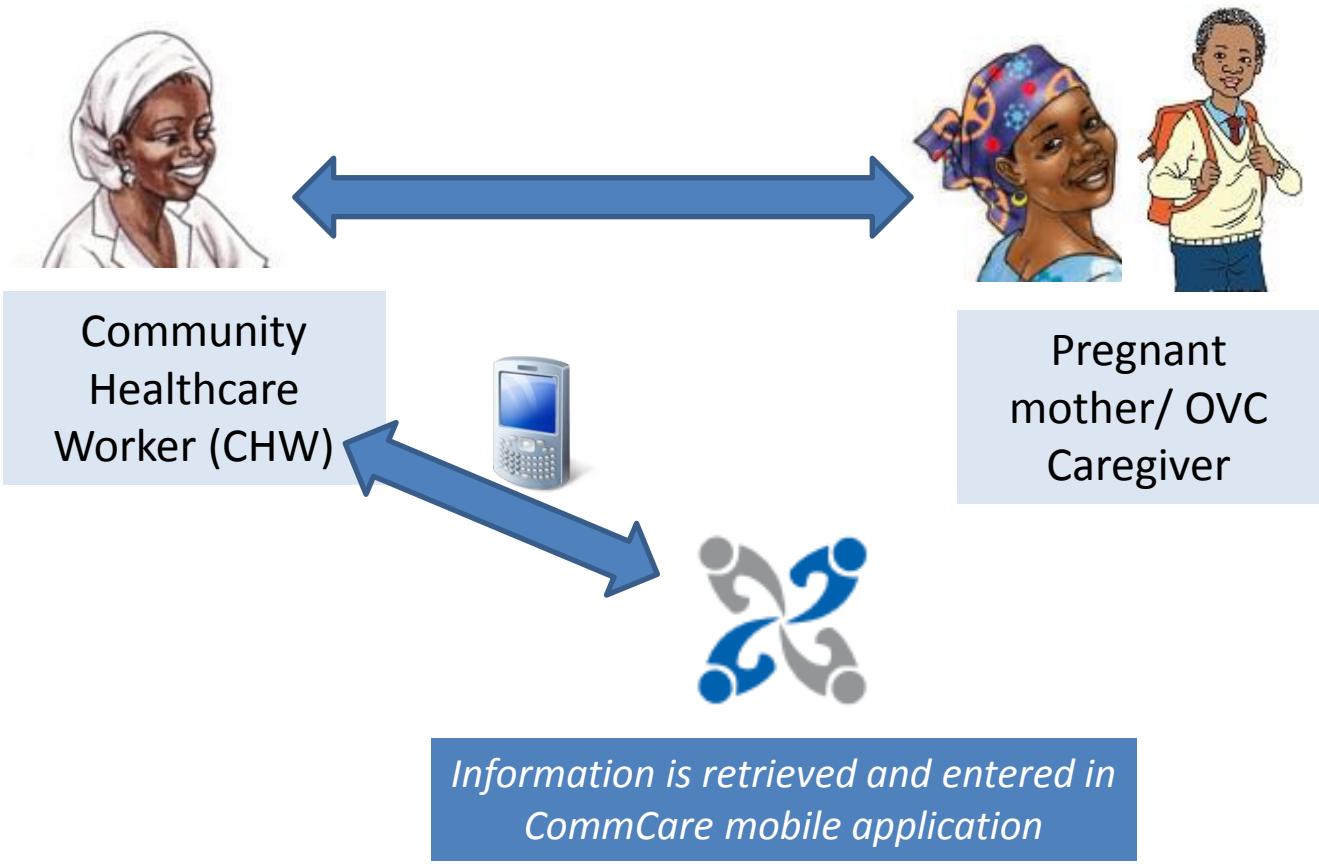 Community
Healthcare
Worker (CHW)
Pregnant
mother/ OVC
Caregiver
Information is retrieved and entered in
CommCare mobile application